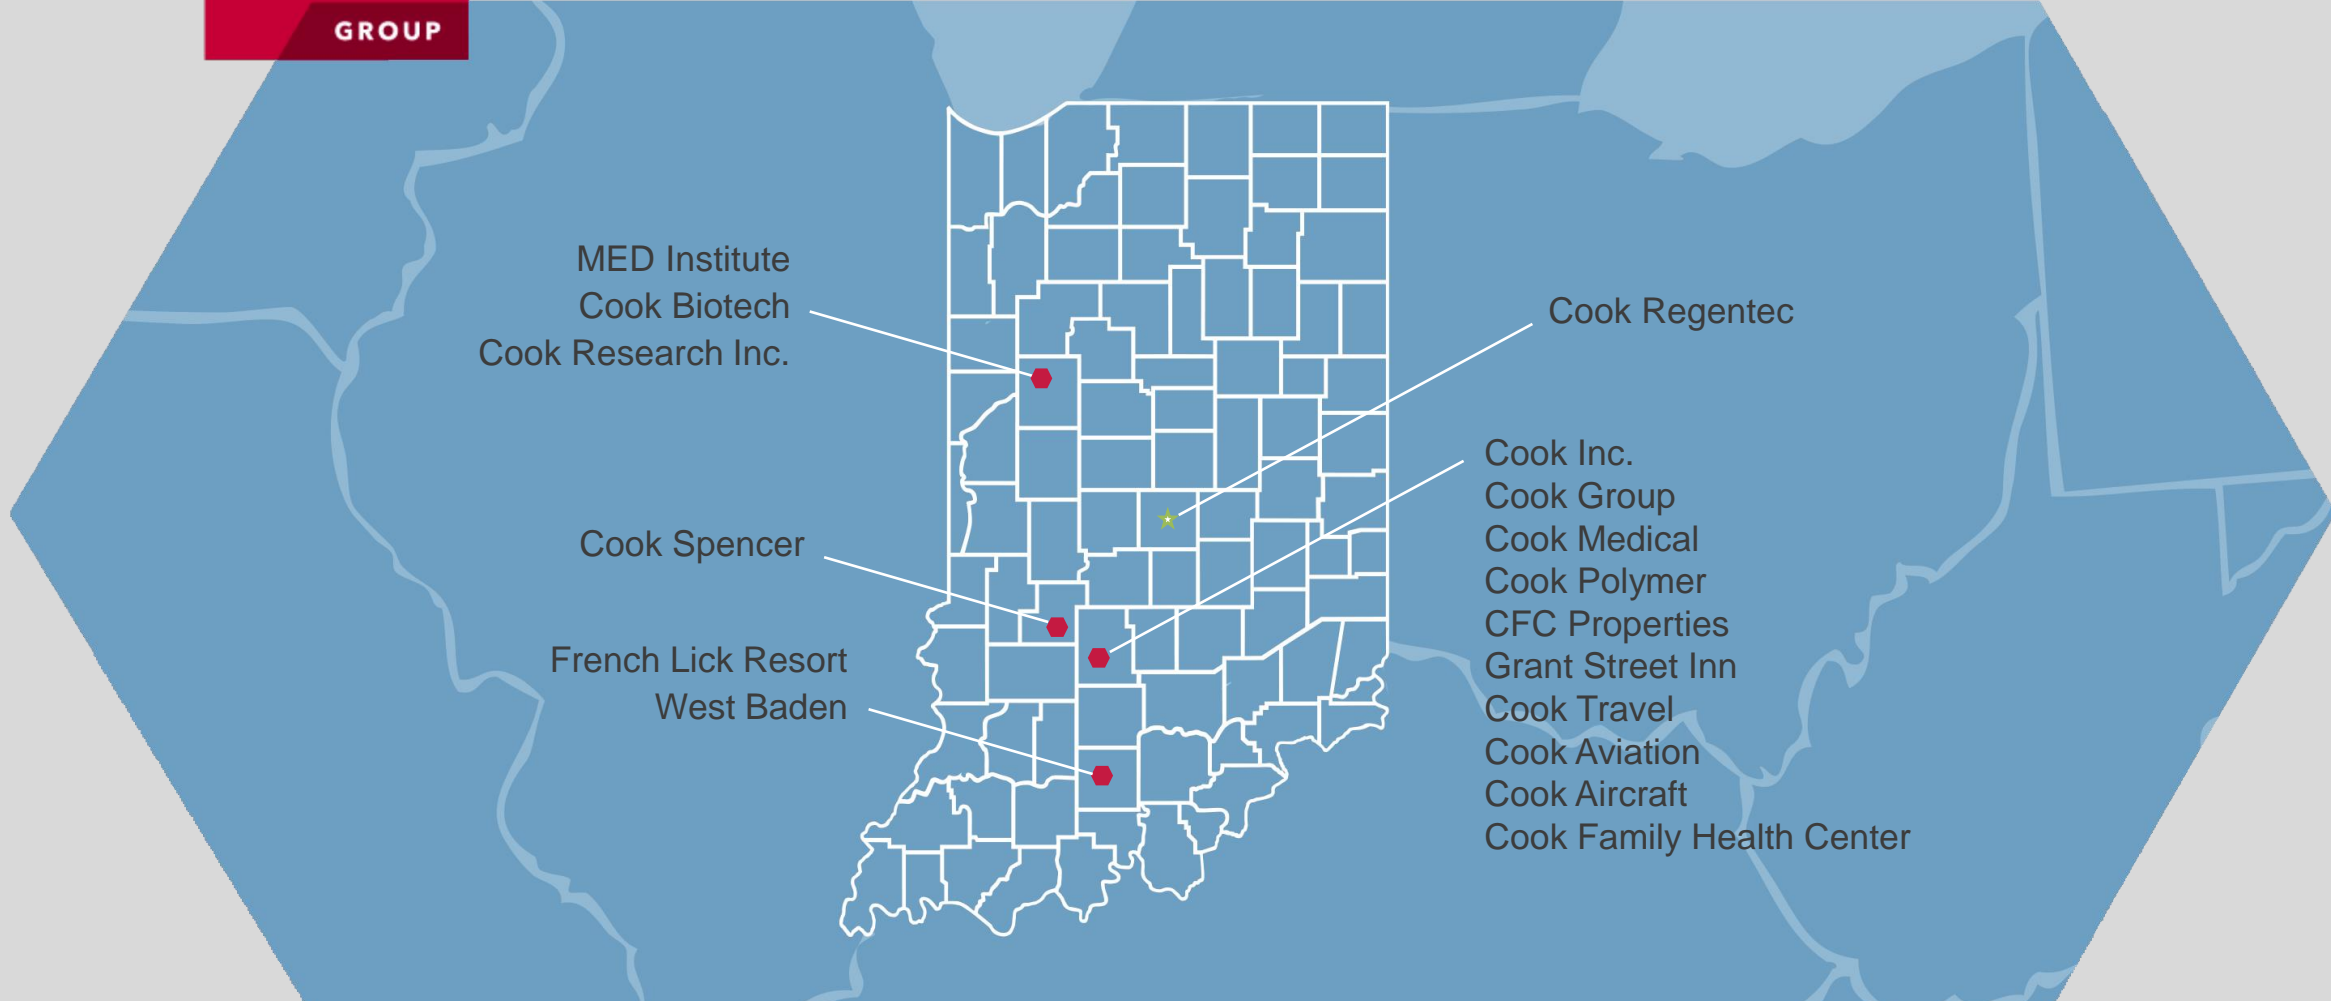 GROUP
MED Institute
Cook Biotech
Cook Research Inc.
Cook Spencer
French Lick Resort
West Baden
Cook Regentec
Cook Inc.
Cook Group
Cook Medical
Cook Polymer
CFC Properties
Grant Street Inn
Cook Travel
Cook Aviation
Cook Aircraft
Cook Family Health Center